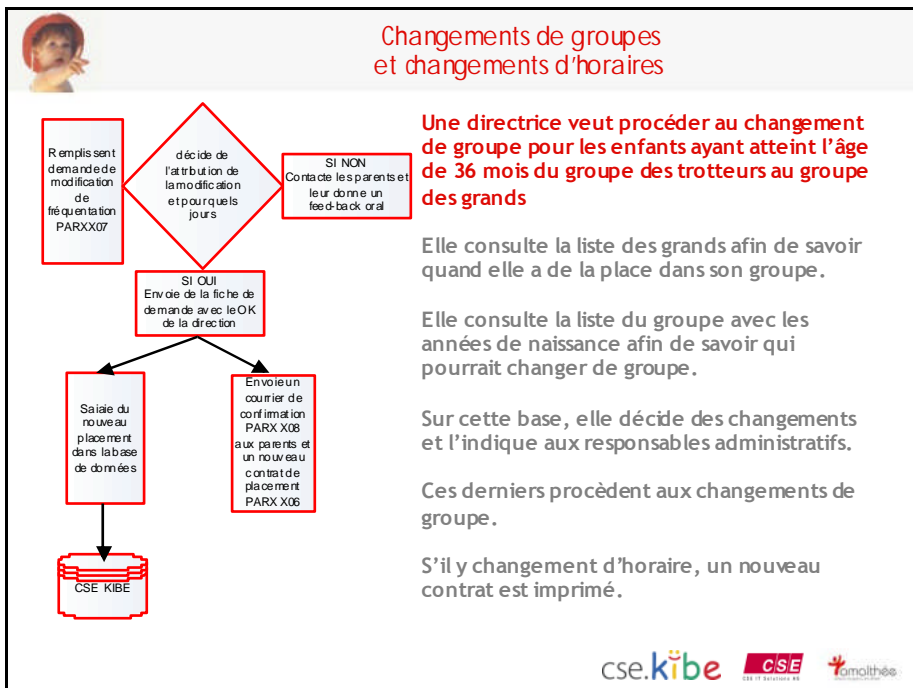 Changements de groupes
et changements d'horaires
Remplissent
demande de
modification
de
fréquentation
PARXX07
décide de
l'attribution de
la modification
et pour quels
jours
SI NON
Contacte les parents et
leur donne un
feed-back oral
SI OUI
Envoie de la fiche de
demande avec le OK
de la direction
Saiaie du
nouveau
placement
dans la base
de données
Envoie un
courrier de
confirmation
PARXX08
aux parents et
un nouveau
contrat de
placement
PARXX06
CSE KIBE
Une directrice veut procéder au changement
de groupe pour les enfants ayant atteint l'âge
de 36 mois du groupe des trotteurs au groupe
des grands
Elle consulte la liste des grands afin de savoir
quand elle a de la place dans son groupe.
Elle consulte la liste du groupe avec les
années de naissance afin de savoir qui
pourrait changer de groupe.
Sur cette base, elle décide des changements
et l'indique aux responsables administratifs.
Ces derniers procèdent aux changements de
groupe.
S'il y changement d'horaire, un nouveau
contrat est imprimé.
cse.kibe
CSE
CSE IT Solutions AG
amalthée